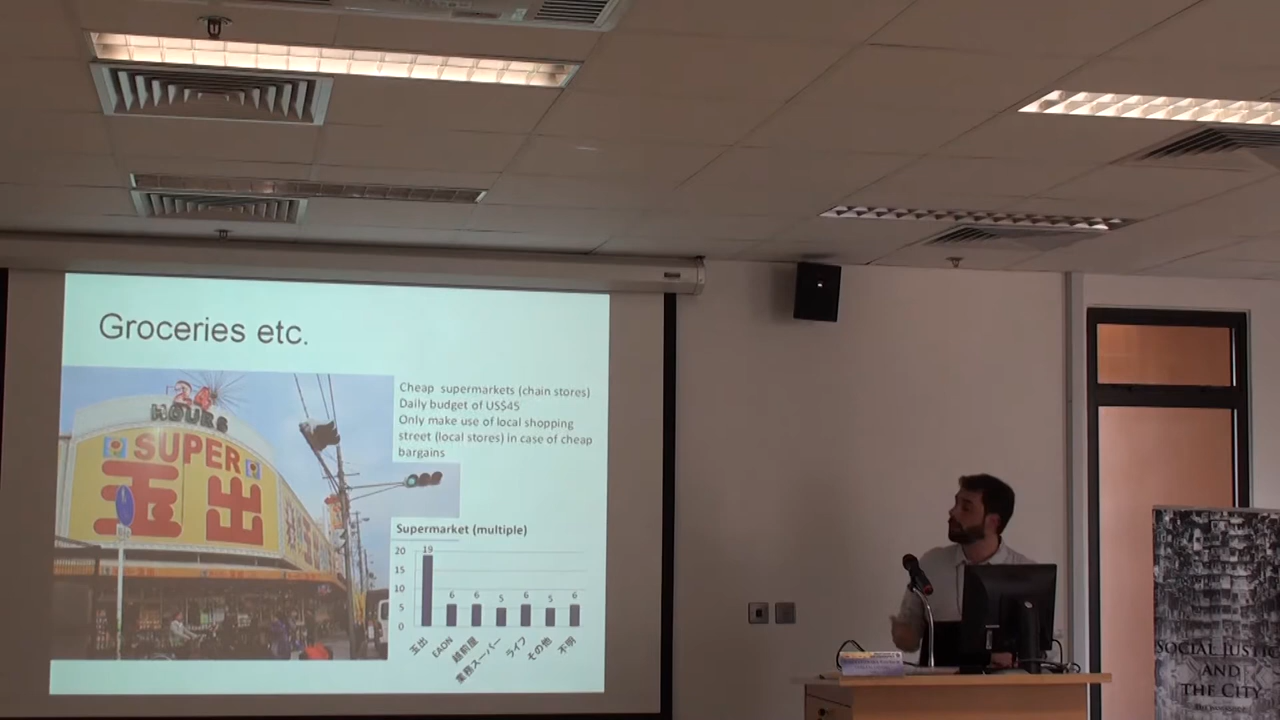 Groceries etc.
24
HOURS
SUPER
玉出
Cheap supermarkets (chain stores)
Daily budget of US$45
Only make use of local shopping
street (local stores) in case of cheap
bargains
Supermarket (multiple)
20
15
10
5
0
19
6
6
5
6
5
6
玉出
EAON
越前屋
業務スーパー
ライフ
その他
不明
SOCIAL JUSTIC
AND
THE CITY